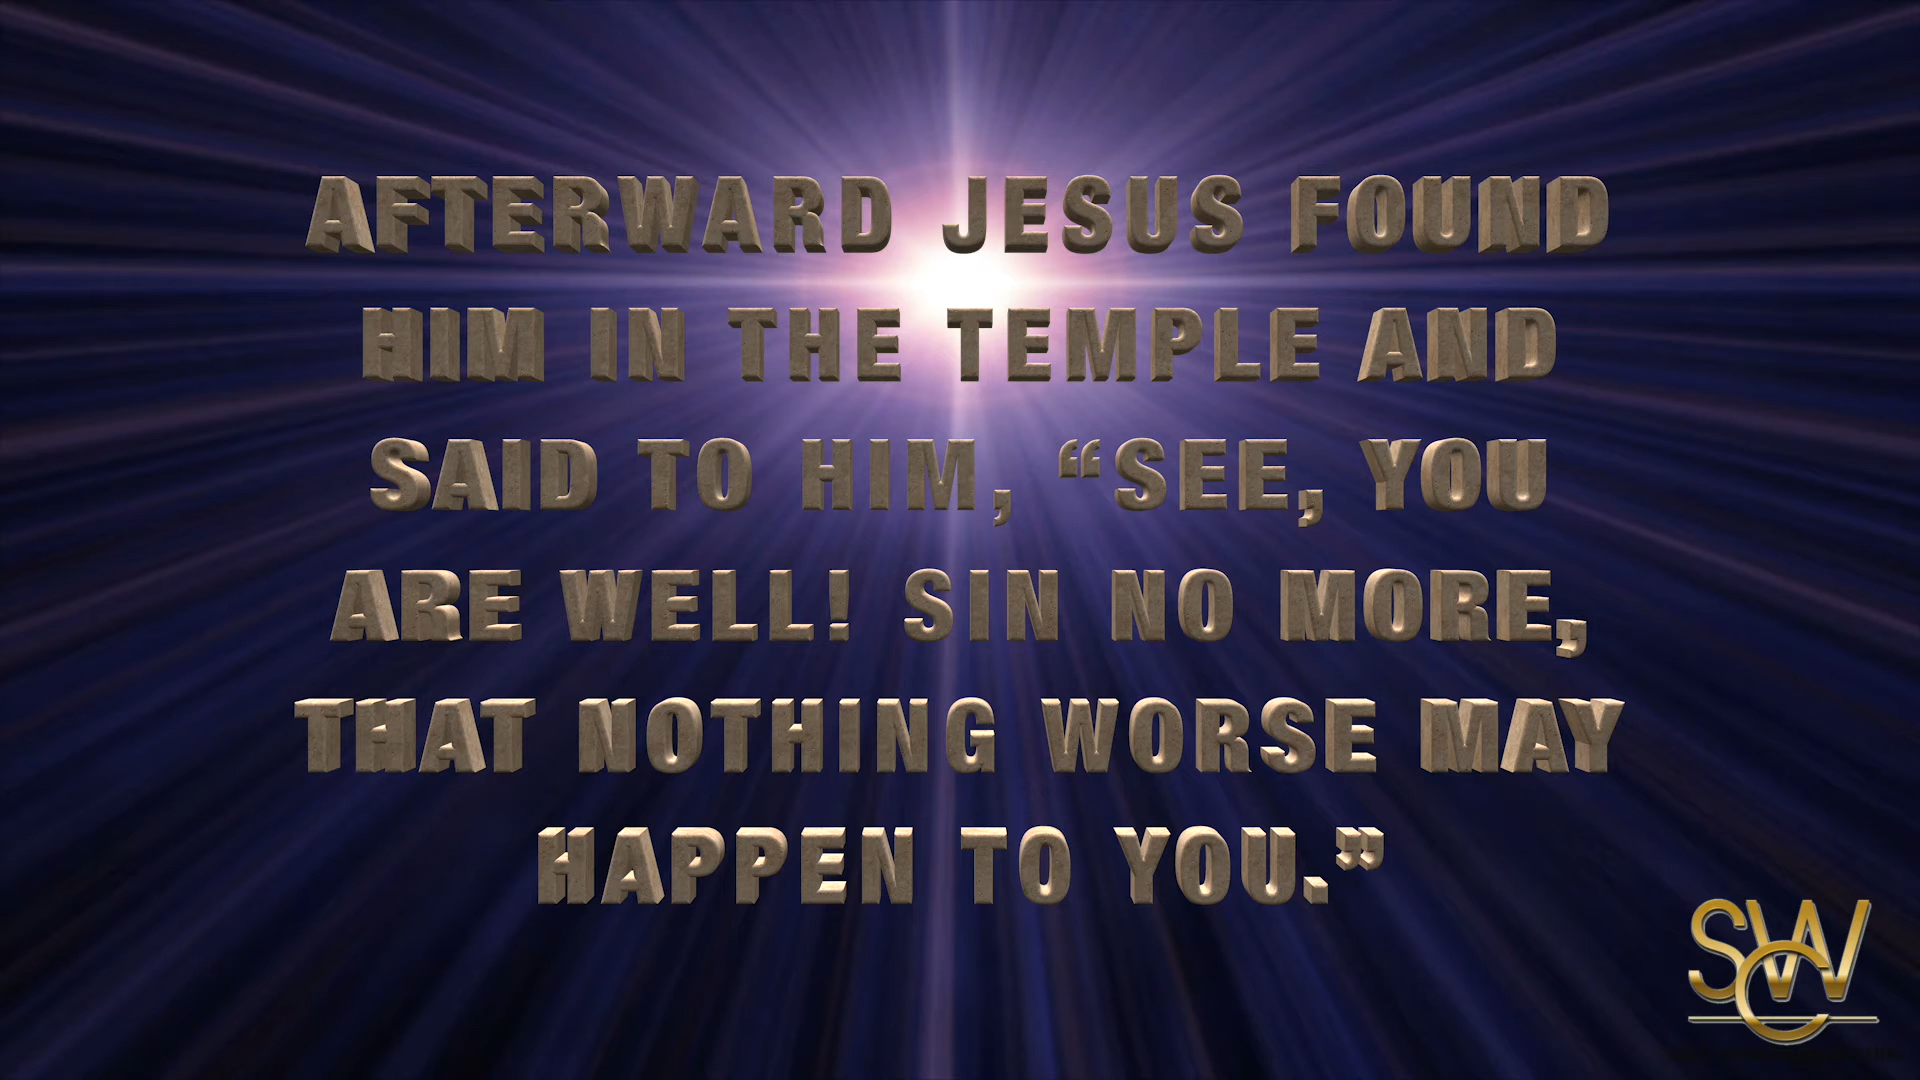 AFTERWARD JESUS FOUND
HIM IN THE TEMPLE AND
SAID TO HIM, “SEE, YOU
ARE WELL! SIN NO MORE,
THAT NOTHING WORSE MAY
HAPPEN TO YOU.”
SCW